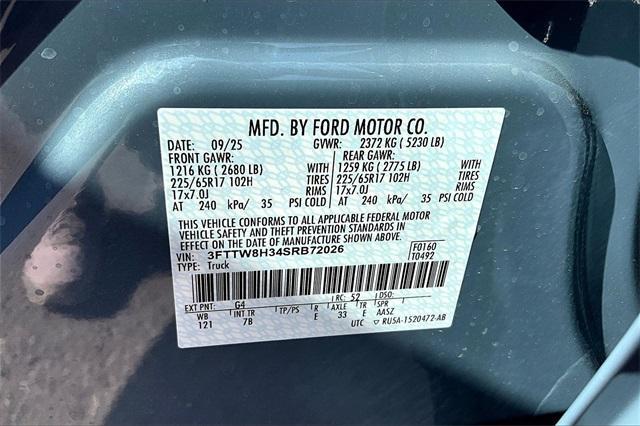 MFD. BY FORD MOTOR CO.
DATE: 09/25 GVWR: 2372 KG ( 5230 LB)
FRONT GAWR: REAR GAWR:
1216 KG ( 2680 LB) WITH 1259 KG ( 2775 LB) WITH
225/65R17 102H TIRES 225/65R17 102H TIRES
17x7.0J RIMS 17x7.0J RIMS
AT 240 kPa/ 35 PSI COLD AT 240 kPa/ 35 PSI COLD
THIS VEHICLE CONFORMS TO ALL APPLICABLE FEDERAL MOTOR
VEHICLE SAFETY AND THEFT PREVENTION STANDARDS IN
EFFECT ON THE DATE OF MANUFACTURE SHOWN ABOVE.
VIN: 3FTTW8H34SRB72026 F0160
TYPE: Truck T0492
RC: 52 DSO:
EXT PNT: G4
WB INT TR TP/PS R AXLE TR SPR
121 7B E 33 E AASZ
UTC ▽ RU5A-1520472-AB